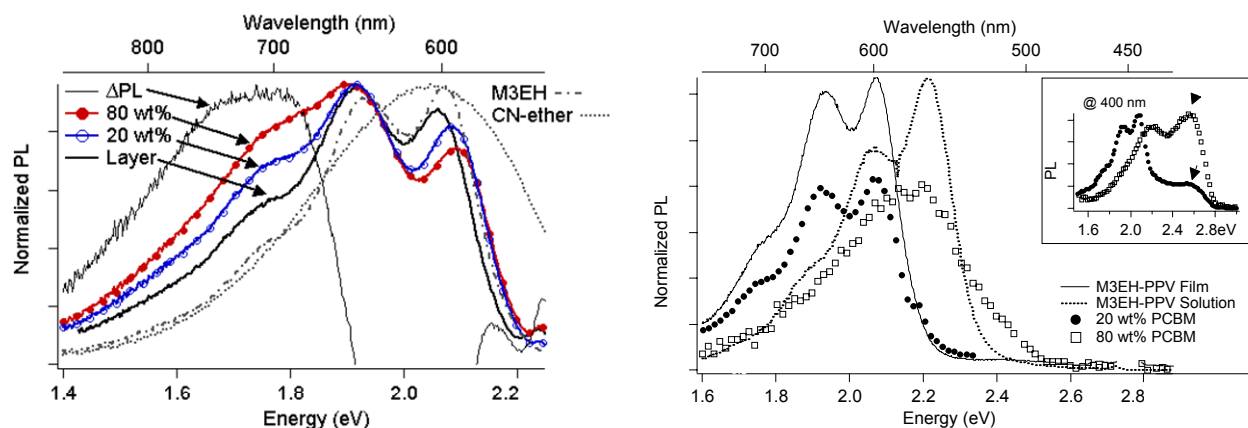 Wavelength (nm)
800 700 600
Normalized PL
ΔPL
80 wt%
20 wt%
Layer
M3EH
CN-ether
1.4 1.6 1.8 2.0 2.2
Energy (eV)
Wavelength (nm)
700 600 500 450
Normalized PL
@ 400 nm
PL
1.6 2.0 2.4 2.8eV
M3EH-PPV Film
M3EH-PPV Solution
20 wt% PCBM
80 wt% PCBM
1.6 1.8 2.0 2.2 2.4 2.6 2.8
Energy (eV)